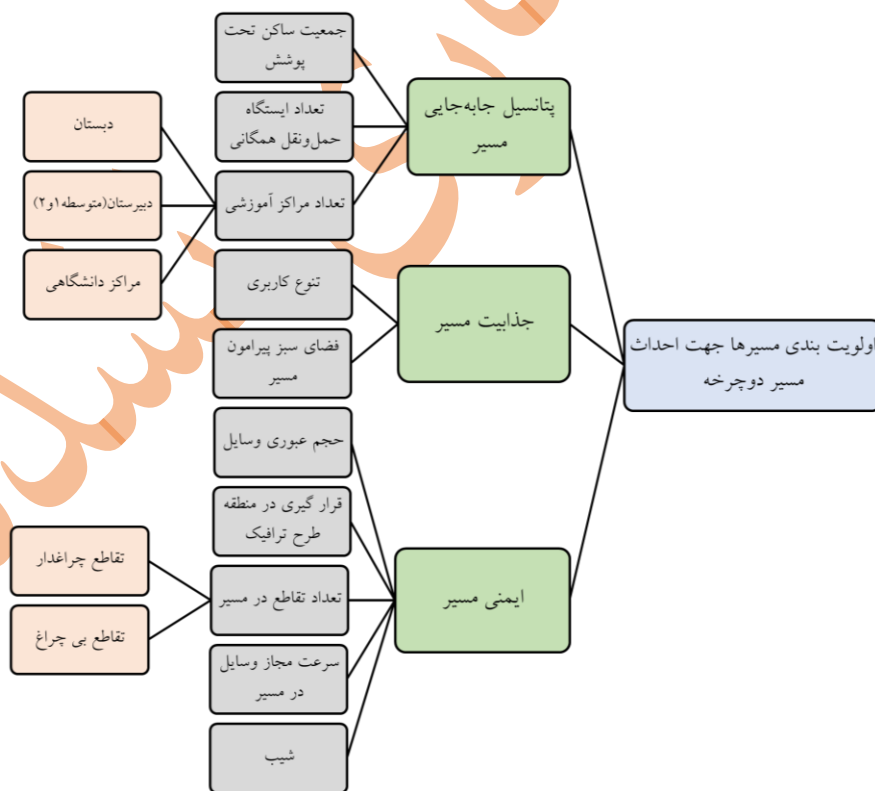 اولویت بندی مسیرها جهت احداث
مسیر دوچرخه
پتانسیل جابه‌جایی
مسیر
جمعیت ساکن تحت
پوشش
تعداد ایستگاه
حمل‌ونقل همگانی
تعداد مراکز آموزشی
دبستان
دبیرستان(متوسطه۱و۲)
مراکز دانشگاهی
جذابیت مسیر
تنوع کاربری
فضای سبز پیرامون
مسیر
ایمنی مسیر
حجم عبوری وسایل
قرار گیری در منطقه
طرح ترافیک
تعداد تقاطع در مسیر
تقاطع چراغدار
تقاطع بی چراغ
سرعت مجاز وسایل
در مسیر
شیب